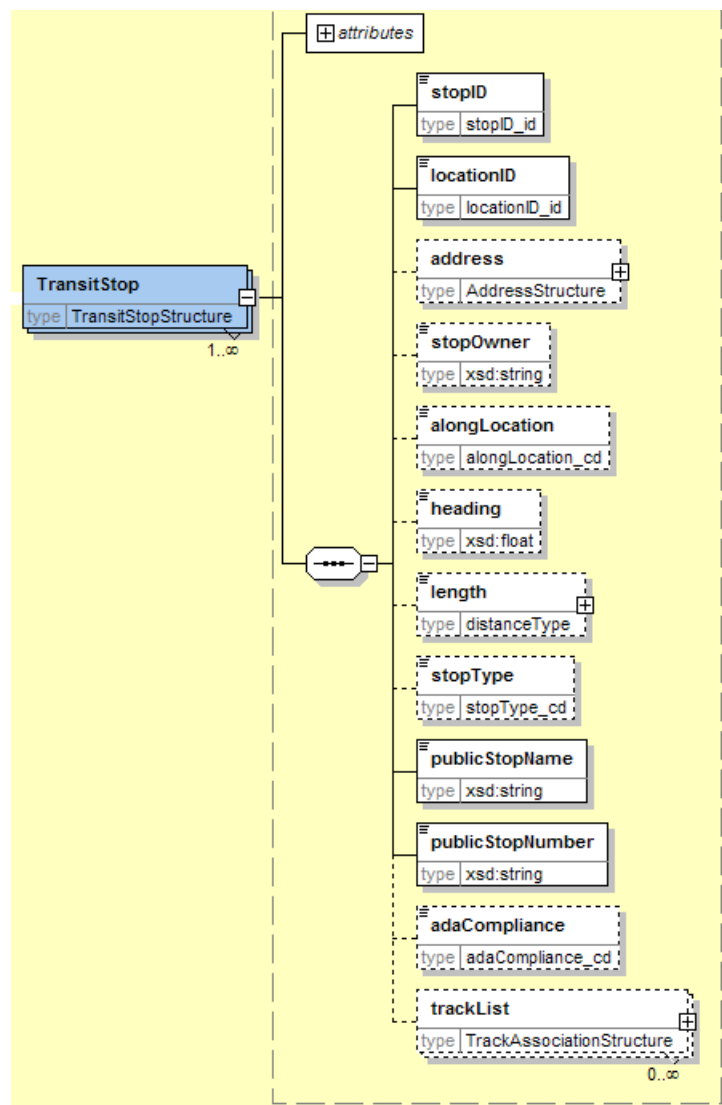 attributes
stopID
type stopID_id
locationID
type locationID_id
address
type AddressStructure
TransitStop
type TransitStopStructure
1..∞
stopOwner
type xsd:string
alongLocation
type alongLocation_cd
heading
type xsd:float
length
type distanceType
stopType
type stopType_cd
publicStopName
type xsd:string
publicStopNumber
type xsd:string
adaCompliance
type adaCompliance_cd
trackList
type TrackAssociationStructure
0..∞